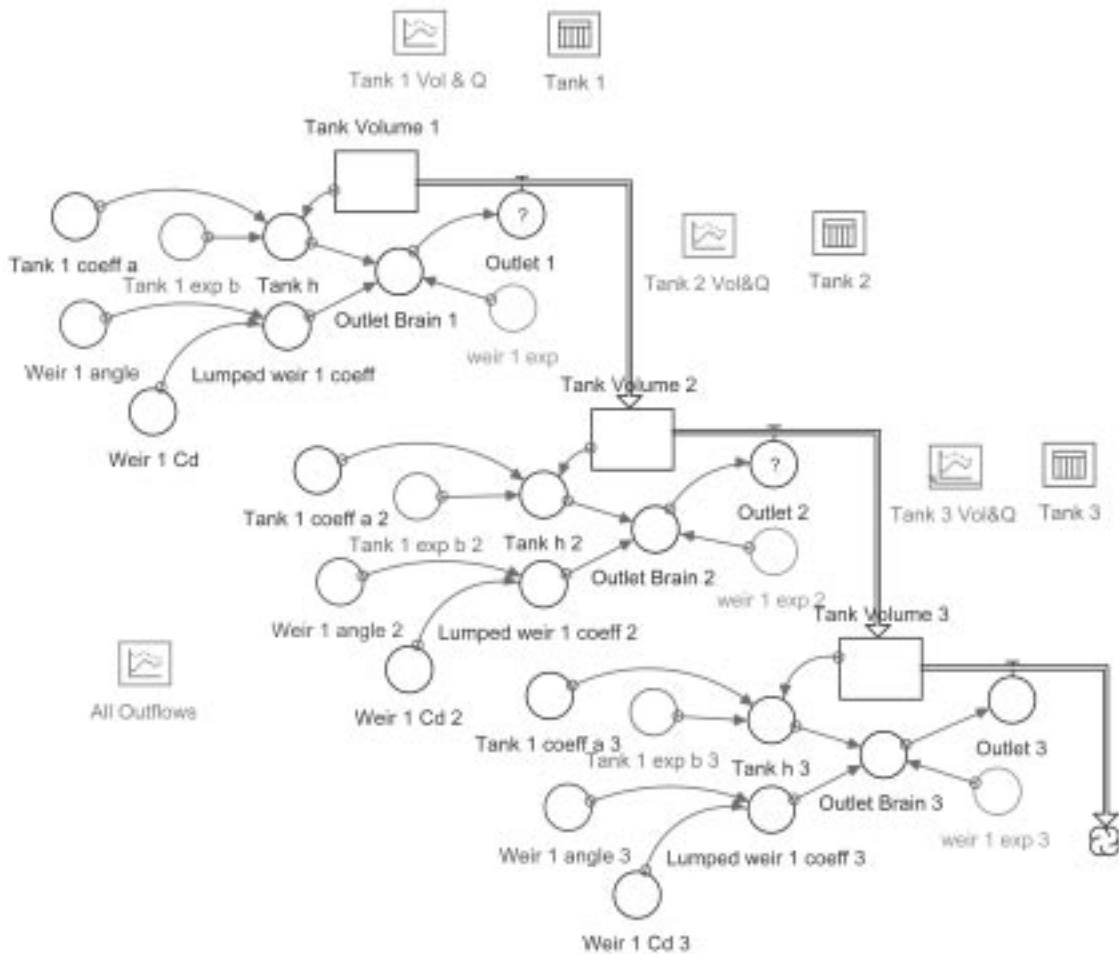 Tank 1 Vol & Q
Tank 1
Tank Volume 1
?
Tank 1 coeff a
Tank 1 exp b
Tank h
Outlet 1
Outlet Brain 1
Weir 1 angle
Lumped weir 1 coeff
weir 1 exp
Weir 1 Cd
Tank 2 Vol&Q
Tank 2
Tank Volume 2
?
Tank 1 coeff a 2
Tank 1 exp b 2
Tank h 2
Outlet 2
Outlet Brain 2
Weir 1 angle 2
Lumped weir 1 coeff 2
weir 1 exp 2
Weir 1 Cd 2
Tank 3 Vol&Q
Tank 3
Tank Volume 3
All Outflows
Tank 1 coeff a 3
Tank 1 exp b 3
Tank h 3
Outlet 3
Outlet Brain 3
Weir 1 angle 3
Lumped weir 1 coeff 3
weir 1 exp 3
Weir 1 Cd 3